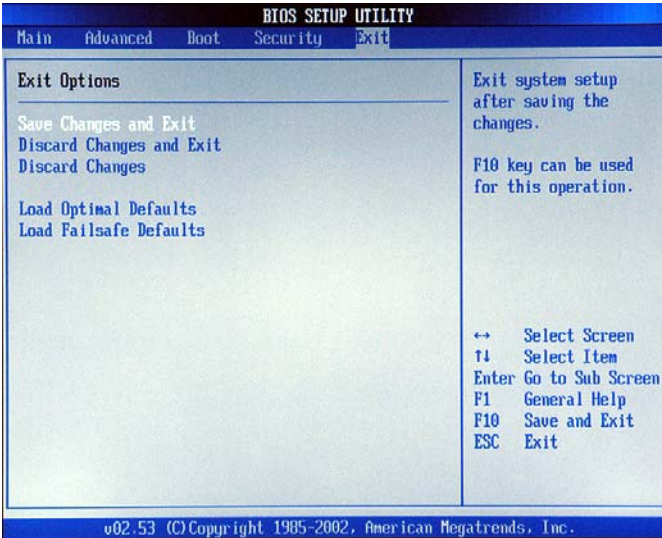 BIOS SETUP UTILITY
Main Advanced Boot Security Exit
Exit Options
Save Changes and Exit
Discard Changes and Exit
Discard Changes
Load Optimal Defaults
Load Failsafe Defaults
Exit system setup
after saving the
changes.
F10 key can be used
for this operation.
↔ Select Screen
↑↓ Select Item
Enter Go to Sub Screen
F1 General Help
F10 Save and Exit
ESC Exit
v02.53 (C)Copyright 1985-2002, American Megatrends, Inc.